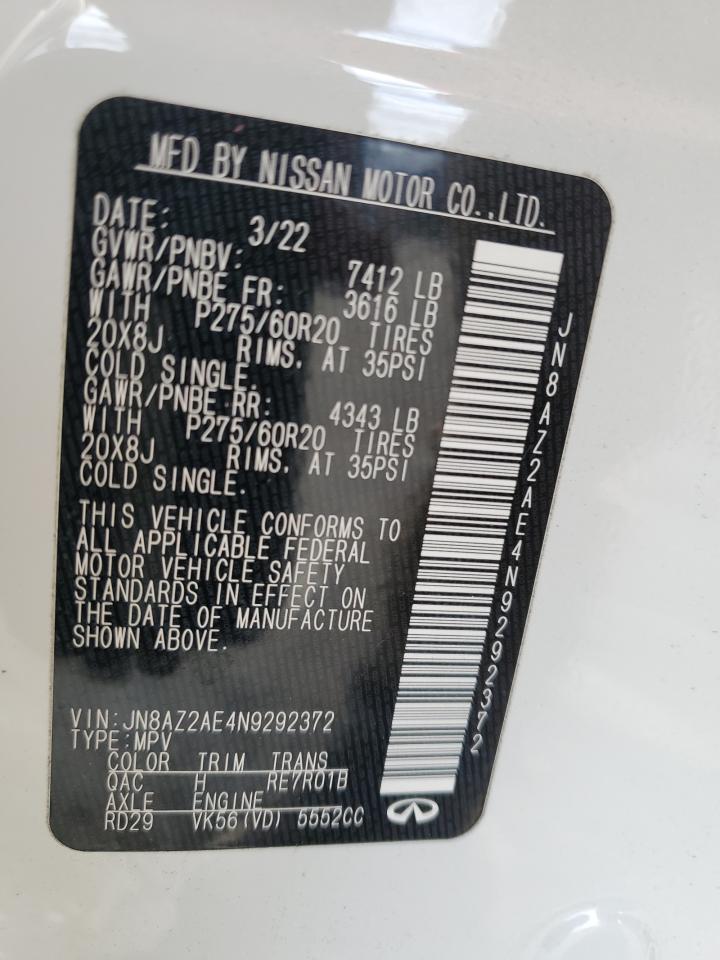 MFD BY NISSAN MOTOR CO.,LTD.
DATE: 3/22
GVWR/PNBV: 7412 LB
GAWR/PNBE FR: 3616 LB
WITH P275/60R20 TIRES
20X8J RIMS, AT 35PSI
COLD SINGLE.
GAWR/PNBE RR: 4343 LB
WITH P275/60R20 TIRES
20X8J RIMS, AT 35PSI
COLD SINGLE.
THIS VEHICLE CONFORMS TO
ALL APPLICABLE FEDERAL
MOTOR VEHICLE SAFETY
STANDARDS IN EFFECT ON
THE DATE OF MANUFACTURE
SHOWN ABOVE.
VIN:JN8AZ2AE4N9292372
TYPE:MPV
COLOR TRIM TRANS
QAC H RE7R01B
AXLE ENGINE
RD29 VK56(VD) 5552CC
JN8AZ2AE4N9292372